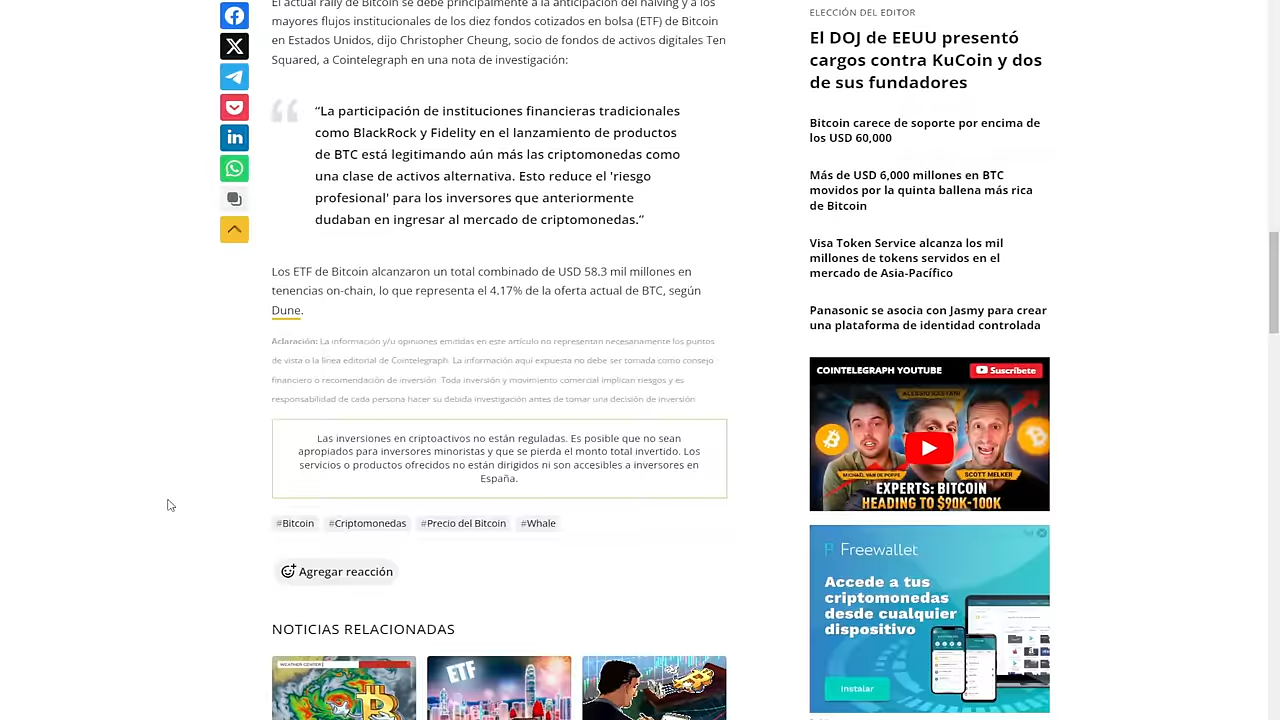 El actual rally de Bitcoin se debe principalmente a la anticipación del halving y a los
mayores flujos institucionales de los diez fondos cotizados en bolsa (ETF) de Bitcoin
en Estados Unidos, dijo Christopher Cheung, socio de fondos de activos digitales Ten
Squared, a Cointelegraph en una nota de investigación:
“La participación de instituciones financieras tradicionales
como BlackRock y Fidelity en el lanzamiento de productos
de BTC está legitimando aún más las criptomonedas como
una clase de activos alternativa. Esto reduce el 'riesgo
profesional' para los inversores que anteriormente
dudaban en ingresar al mercado de criptomonedas.”
Los ETF de Bitcoin alcanzaron un total combinado de USD 58.3 mil millones en
tenencias on-chain, lo que representa el 4.17% de la oferta actual de BTC, según
Dune.
Aclaración: La información y/u opiniones emitidas en este artículo no representan necesariamente los puntos
de vista o la línea editorial de Cointelegraph. La información aquí expuesta no debe ser tomada como consejo
financiero o recomendación de inversión. Toda inversión y movimiento comercial implican riesgos y es
responsabilidad de cada persona hacer su debida investigación antes de tomar una decisión de inversión
Las inversiones en criptoactivos no están reguladas. Es posible que no sean
apropiados para inversores minoristas y que se pierda el monto total invertido. Los
servicios o productos ofrecidos no están dirigidos ni son accesibles a inversores en
España.
#Bitcoin #Criptomonedas #Precio del Bitcoin #Whale
Agregar reacción
NOTICIAS RELACIONADAS
WEATHER CENTER
ETF
ELECCIÓN DEL EDITOR
El DOJ de EEUU presentó
cargos contra KuCoin y dos
de sus fundadores
Bitcoin carece de soporte por encima de
los USD 60,000
Más de USD 6,000 millones en BTC
movidos por la quinta ballena más rica
de Bitcoin
Visa Token Service alcanza los mil
millones de tokens servidos en el
mercado de Asia-Pacífico
Panasonic se asocia con Jasmy para crear
una plataforma de identidad controlada
COINTELEGRAPH YOUTUBE
Suscríbete
ALESSIO RASTANI
MICHAËL VAN DE POPPE
SCOTT MELKER
EXPERTS: BITCOIN
HEADING TO $90K-100K
Freewallet
Accede a tus
criptomonedas
desde cualquier
dispositivo
Instalar